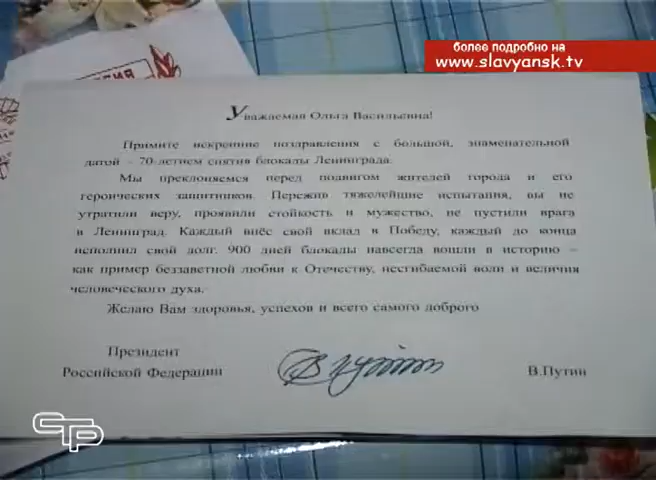 более подробно на
www.slavyansk.tv
Уважаемая Ольга Васильевна!
Примите искренние поздравления с большой, знаменательной
датой – 70-летием снятия блокады Ленинграда.
Мы преклоняемся перед подвигом жителей города и его
героических защитников. Пережив тяжелейшие испытания, вы не
утратили веру, проявили стойкость и мужество, не пустили врага
в Ленинград. Каждый внёс свой вклад в Победу, каждый до конца
исполнил свой долг. 900 дней блокады навсегда вошли в историю –
как пример беззаветной любви к Отечеству, несгибаемой воли и величия
человеческого духа.
Желаю Вам здоровья, успехов и всего самого доброго
Президент
Российской Федерации
В.Путин
СТР